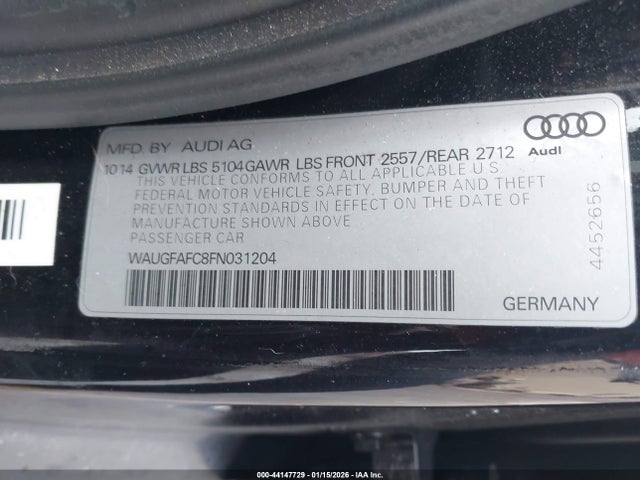 MFD BY AUDI AG
Audi
10 14 GVWR LBS 5104 GAWR LBS FRONT 2557/REAR 2712
THIS VEHICLE CONFORMS TO ALL APPLICABLE U.S
FEDERAL MOTOR VEHICLE SAFETY, BUMPER AND THEFT
PREVENTION STANDARDS IN EFFECT ON THE DATE OF
MANUFACTURE SHOWN ABOVE
PASSENGER CAR
WAUGFAFC8FN031204
4452656
GERMANY
000-44147729 - 01/15/2026 - IAA Inc.